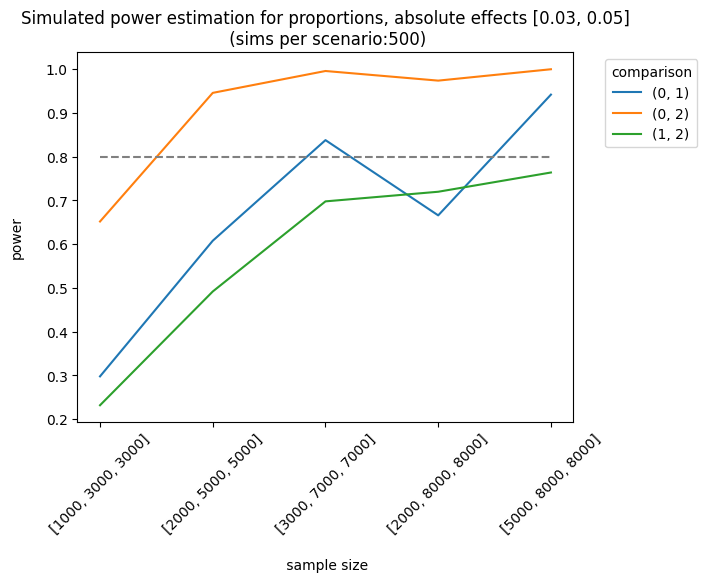 Simulated power estimation for proportions, absolute effects [0.03, 0.05]
(sims per scenario:500)
comparison
(0, 1)
(0, 2)
(1, 2)
power
1.0
0.9
0.8
0.7
0.6
0.5
0.4
0.3
0.2
[1000, 3000, 3000]
[2000, 5000, 5000]
[3000, 7000, 7000]
[2000, 8000, 8000]
[5000, 8000, 8000]
sample size